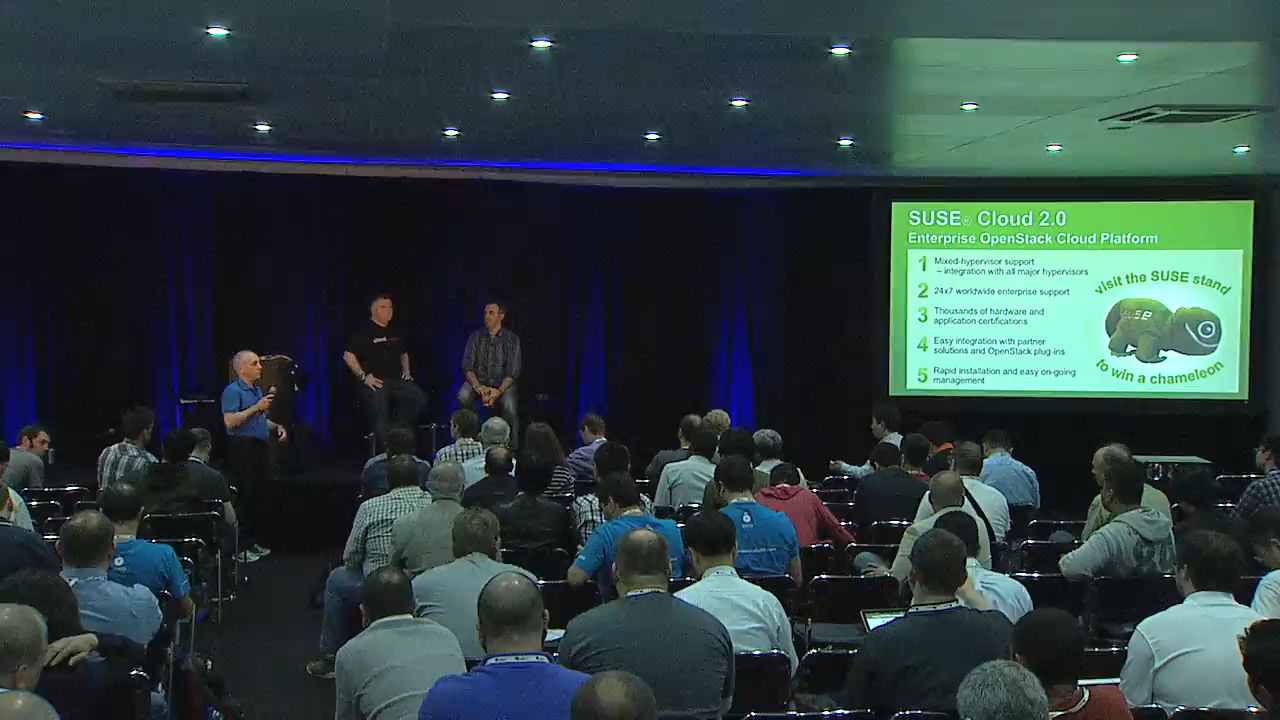 SUSE® Cloud 2.0
Enterprise OpenStack Cloud Platform
1 Mixed-hypervisor support
– integration with all major hypervisors
2 24x7 worldwide enterprise support
3 Thousands of hardware and
application certifications
4 Easy integration with partner
solutions and OpenStack plug-ins
5 Rapid installation and easy on-going
management
visit the SUSE stand
SUSE
to win a chameleon
cloud